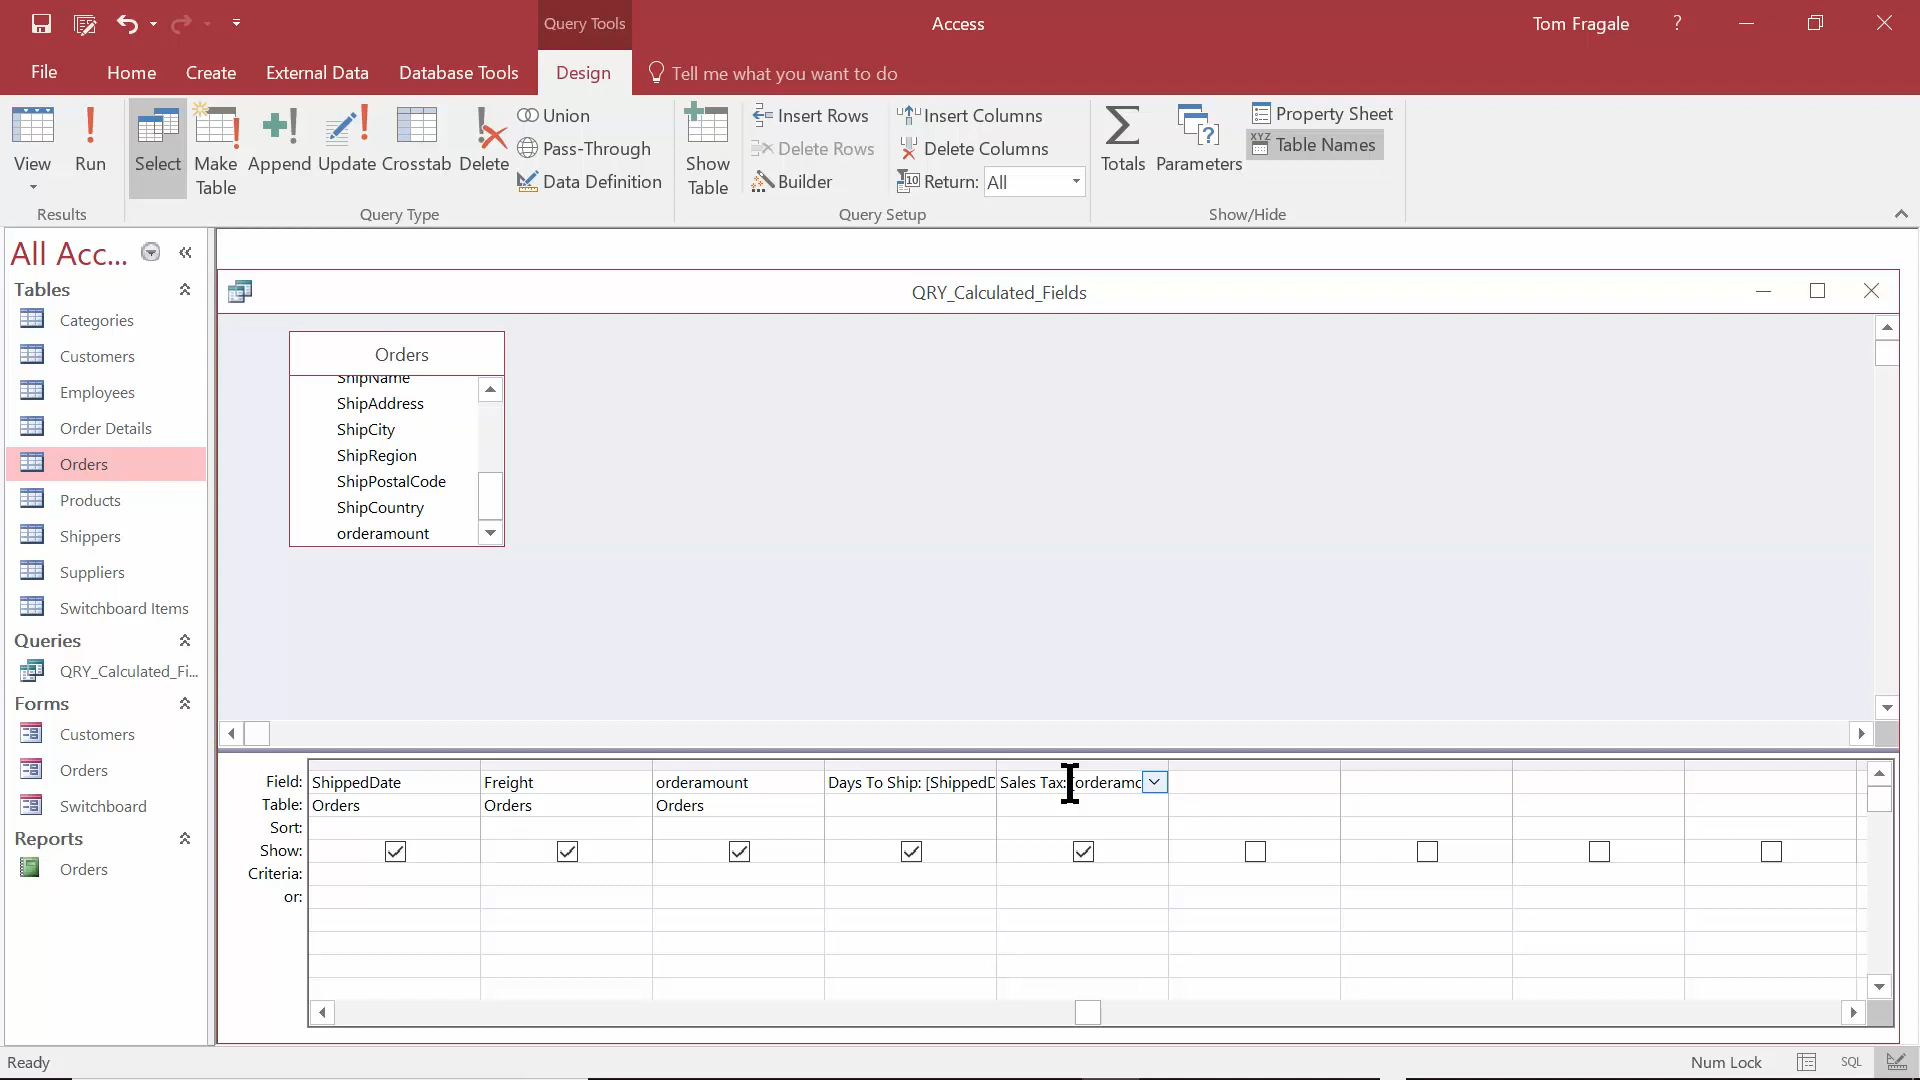 Query Tools
Access
Tom Fragale
?
File
Home
Create
External Data
Database Tools
Design
Tell me what you want to do
View
Run
Select
Make
Table
Append
Update
Crosstab
Delete
Union
Pass-Through
Data Definition
Show
Table
Insert Rows
Delete Rows
Builder
Insert Columns
Delete Columns
Return:
All
Totals
Parameters
Property Sheet
Table Names
Results
Query Type
Query Setup
Show/Hide
All Acc...
Tables
Categories
Customers
Employees
Order Details
Orders
Products
Shippers
Suppliers
Switchboard Items
Queries
QRY_Calculated_Fi...
Forms
Customers
Orders
Switchboard
Reports
Orders
QRY_Calculated_Fields
Orders
ShipName
ShipAddress
ShipCity
ShipRegion
ShipPostalCode
ShipCountry
orderamount
Field: ShippedDate Freight orderamount Days To Ship: [ShippedD Sales Tax: [orderamo
Table: Orders Orders Orders
Sort:
Show:
Criteria:
or:
Ready
Num Lock
SQL